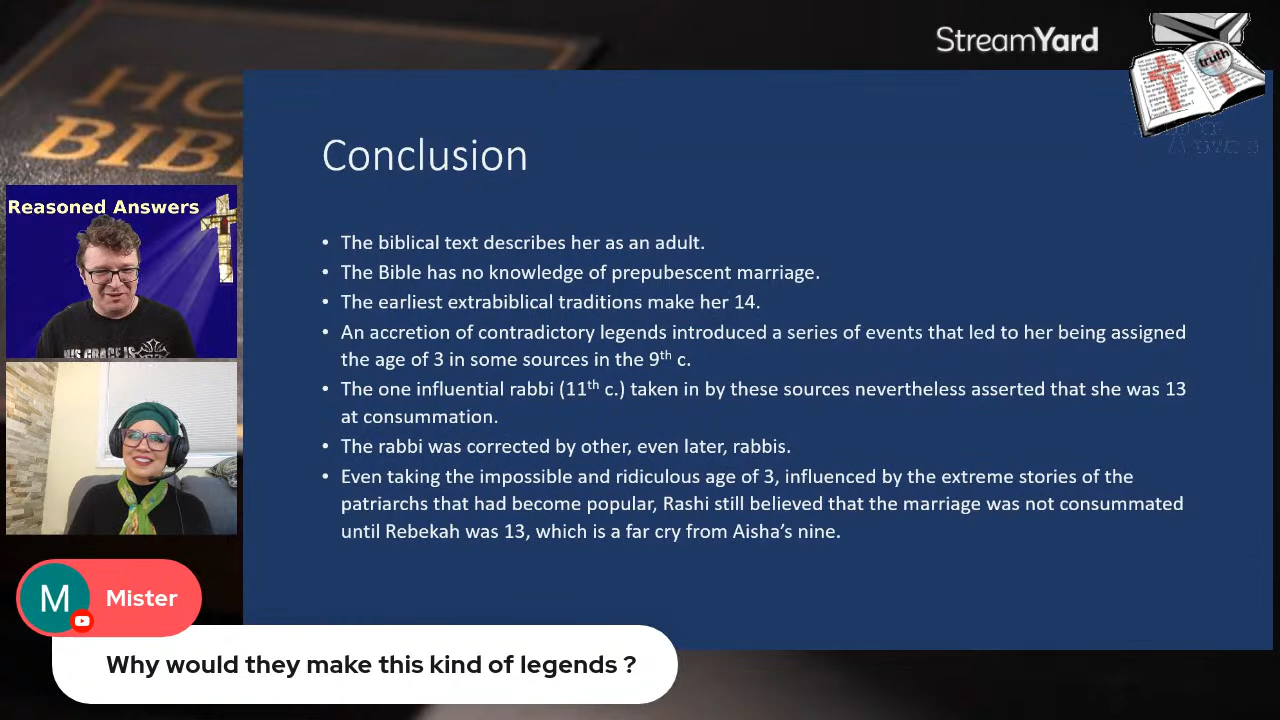 StreamYard
HO
BIB
truth
Conclusion
• The biblical text describes her as an adult.
• The Bible has no knowledge of prepubescent marriage.
• The earliest extrabiblical traditions make her 14.
• An accretion of contradictory legends introduced a series of events that led to her being assigned
the age of 3 in some sources in the 9th c.
• The one influential rabbi (11th c.) taken in by these sources nevertheless asserted that she was 13
at consummation.
• The rabbi was corrected by other, even later, rabbis.
• Even taking the impossible and ridiculous age of 3, influenced by the extreme stories of the
patriarchs that had become popular, Rashi still believed that the marriage was not consummated
until Rebekah was 13, which is a far cry from Aisha's nine.
Reasoned Answers
HIS GRACE IS
M
Mister
Why would they make this kind of legends ?